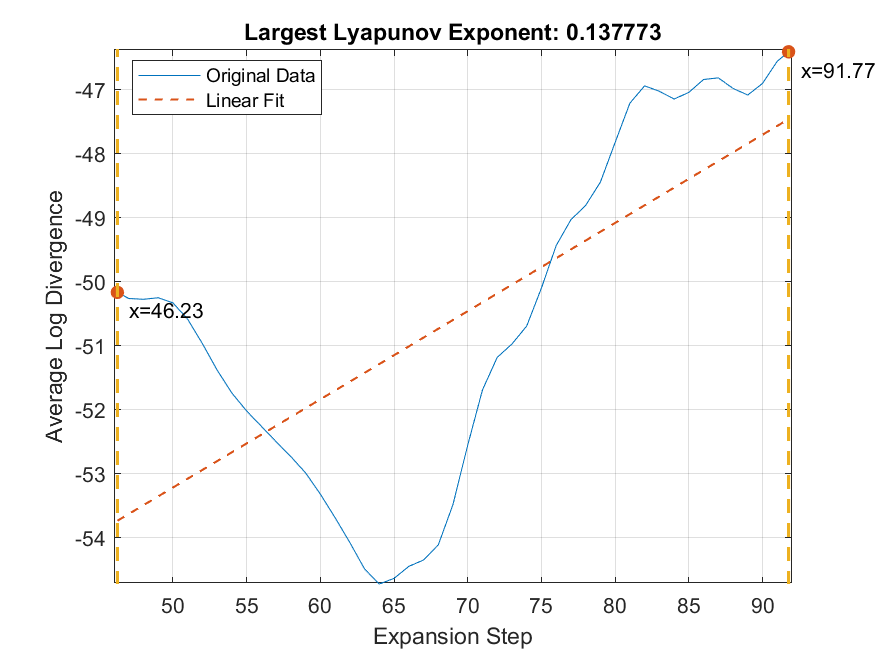 Largest Lyapunov Exponent: 0.137773
Original Data
Linear Fit
x=91.77
x=46.23
Average Log Divergence
-47
-48
-49
-50
-51
-52
-53
-54
50 55 60 65 70 75 80 85 90
Expansion Step